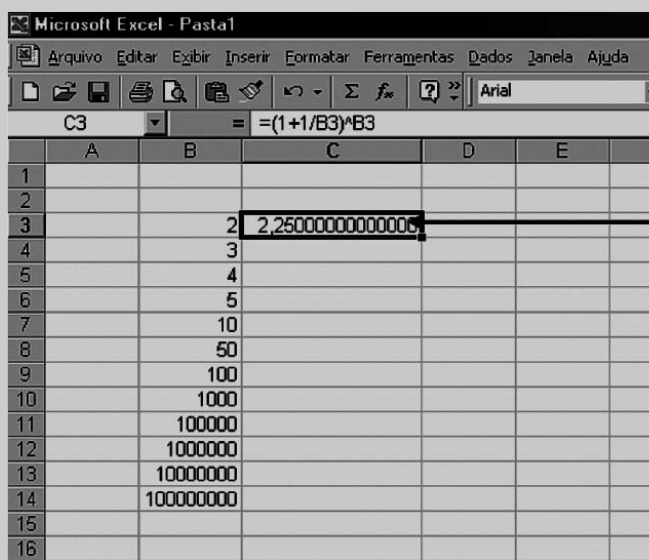 Microsoft Excel - Pasta1
Arquivo Editar Exibir Inserir Formatar Ferramentas Dados Janela Ajuda
Σ fx ? » Arial
C3 = =(1+1/B3)^B3
A B C D E
1
2
3 2 2,25000000000000
4 3
5 4
6 5
7 10
8 50
9 100
10 1000
11 100000
12 1000000
13 10000000
14 100000000
15
16